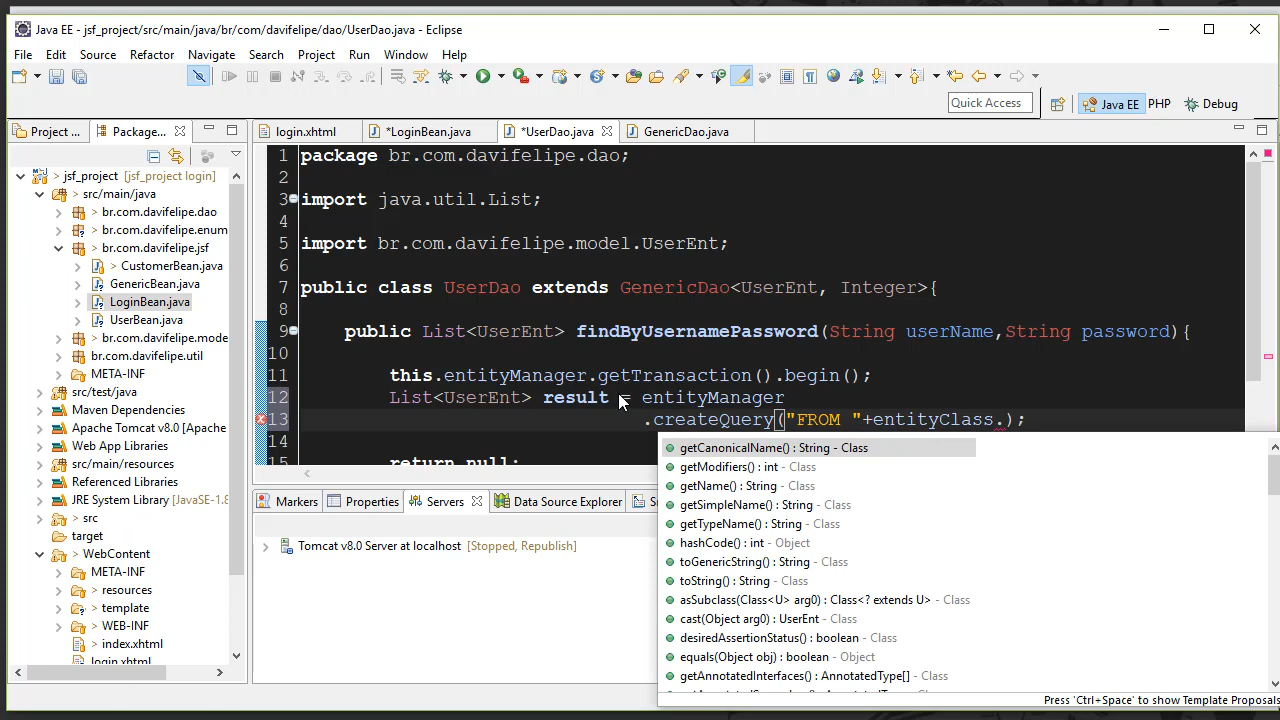 Java EE - jsf_project/src/main/java/br/com/davifelipe/dao/UserDao.java - Eclipse
File Edit Source Refactor Navigate Search Project Run Window Help
Quick Access
Java EE PHP Debug
Project ... Package...
login.xhtml *LoginBean.java *UserDao.java GenericDao.java
> jsf_project [jsf_project login]
> src/main/java
> br.com.davifelipe.dao
> br.com.davifelipe.enum
> br.com.davifelipe.jsf
> CustomerBean.java
GenericBean.java
LoginBean.java
UserBean.java
> br.com.davifelipe.mode
br.com.davifelipe.util
META-INF
src/test/java
Maven Dependencies
Apache Tomcat v8.0 [Apache
Web App Libraries
src/main/resources
Referenced Libraries
JRE System Library [JavaSE-1.8
> src
target
> WebContent
META-INF
> resources
> template
> WEB-INF
> index.xhtml
login.xhtml
1 package br.com.davifelipe.dao;
2
3 import java.util.List;
4
5 import br.com.davifelipe.model.UserEnt;
6
7 public class UserDao extends GenericDao<UserEnt, Integer>{
8
9 public List<UserEnt> findByUsernamePassword(String userName,String password){
10
11 this.entityManager.getTransaction().begin();
12 List<UserEnt> result = entityManager
13 .createQuery("FROM "+entityClass.);
14
15 return null;
getCanonicalName() : String - Class
getModifiers() : int - Class
getName() : String - Class
getSimpleName() : String - Class
getTypeName() : String - Class
hashCode() : int - Object
toGenericString() : String - Class
toString() : String - Class
asSubclass(Class<U> arg0) : Class<? extends U> - Class
cast(Object arg0) : UserEnt - Class
desiredAssertionStatus() : boolean - Class
equals(Object obj) : boolean - Object
getAnnotatedInterfaces() : AnnotatedType[] - Class
Press 'Ctrl+Space' to show Template Proposals
Markers Properties Servers Data Source Explorer
Tomcat v8.0 Server at localhost [Stopped, Republish]